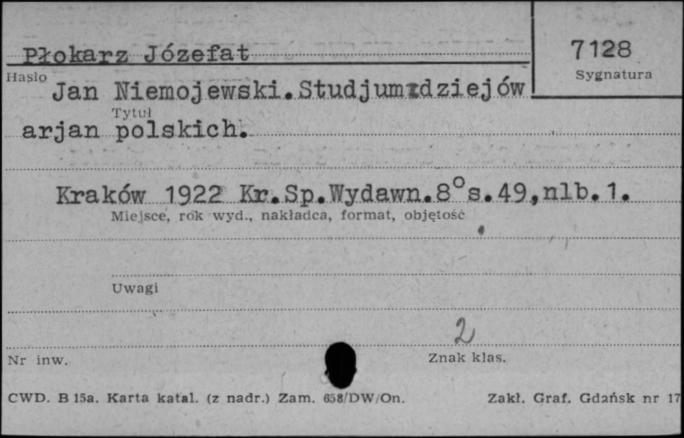 Płokarz Józefat
7128
Hasło
Sygnatura
Jan Niemojewski. Studjum z dziejów
Tytuł
arjan polskich.
Kraków 1922 Kr.Sp.Wydawn.8° s.49,nlb.1.
Miejsce, rok wyd., nakładca, format, objętość
Uwagi
2
Nr inw.
Znak klas.
CWD. B 15a. Karta katal. (z nadr.) Zam. 658/DW/On.
Zakł. Graf. Gdańsk nr 17